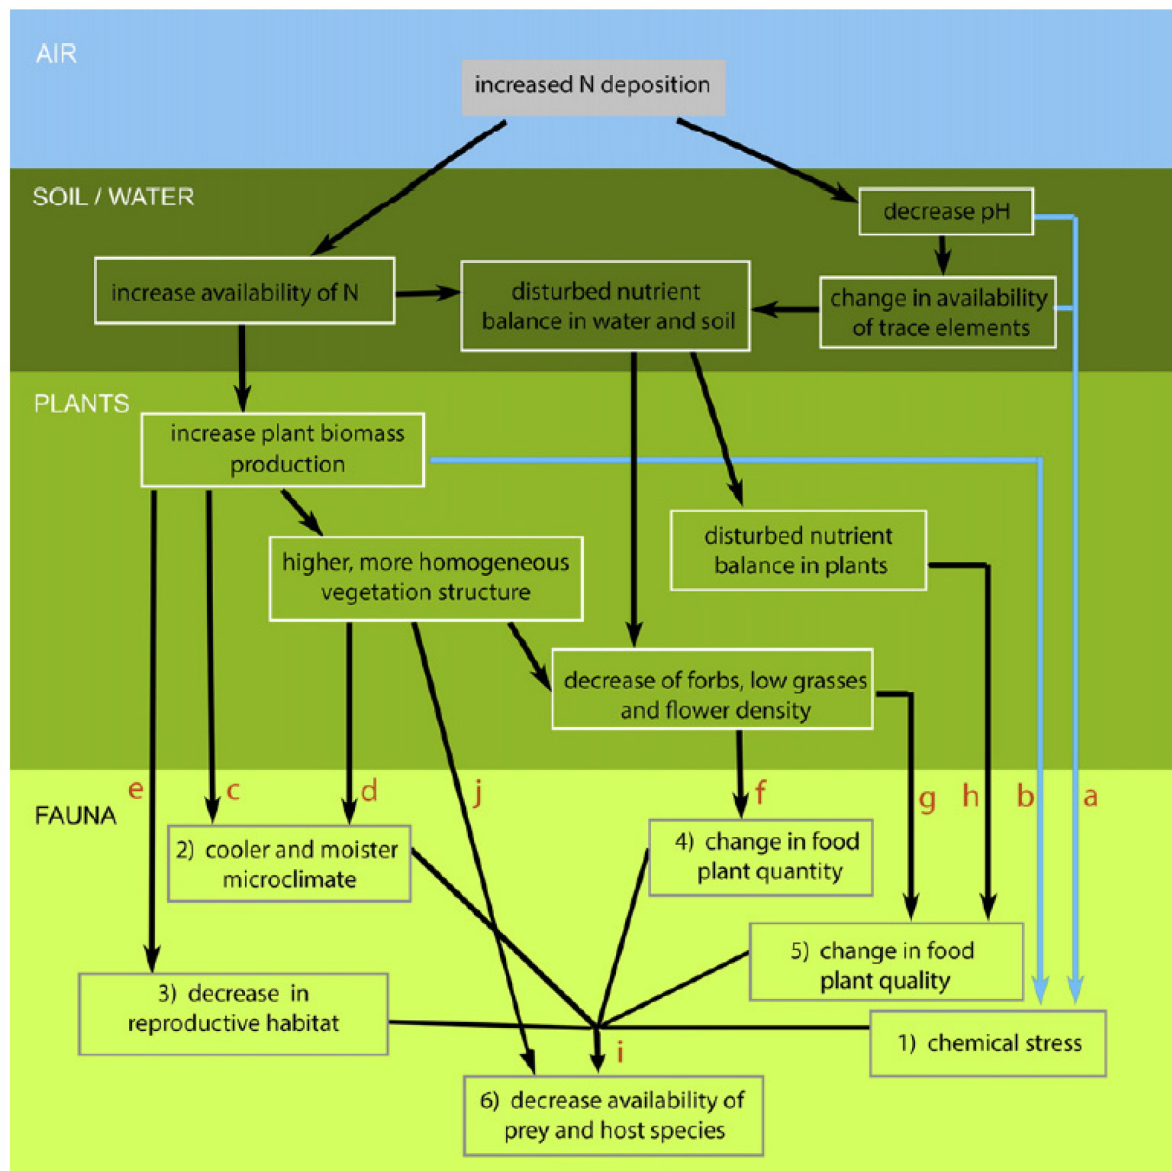 AIR
increased N deposition
SOIL / WATER
decrease pH
increase availability of N
disturbed nutrient
balance in water and soil
change in availability
of trace elements
PLANTS
increase plant biomass
production
disturbed nutrient
balance in plants
higher, more homogeneous
vegetation structure
decrease of forbs, low grasses
and flower density
e
c
d
j
f
g
h
b
a
FAUNA
2) cooler and moister
microclimate
4) change in food
plant quantity
5) change in food
plant quality
3) decrease in
reproductive habitat
1) chemical stress
i
6) decrease availability of
prey and host species